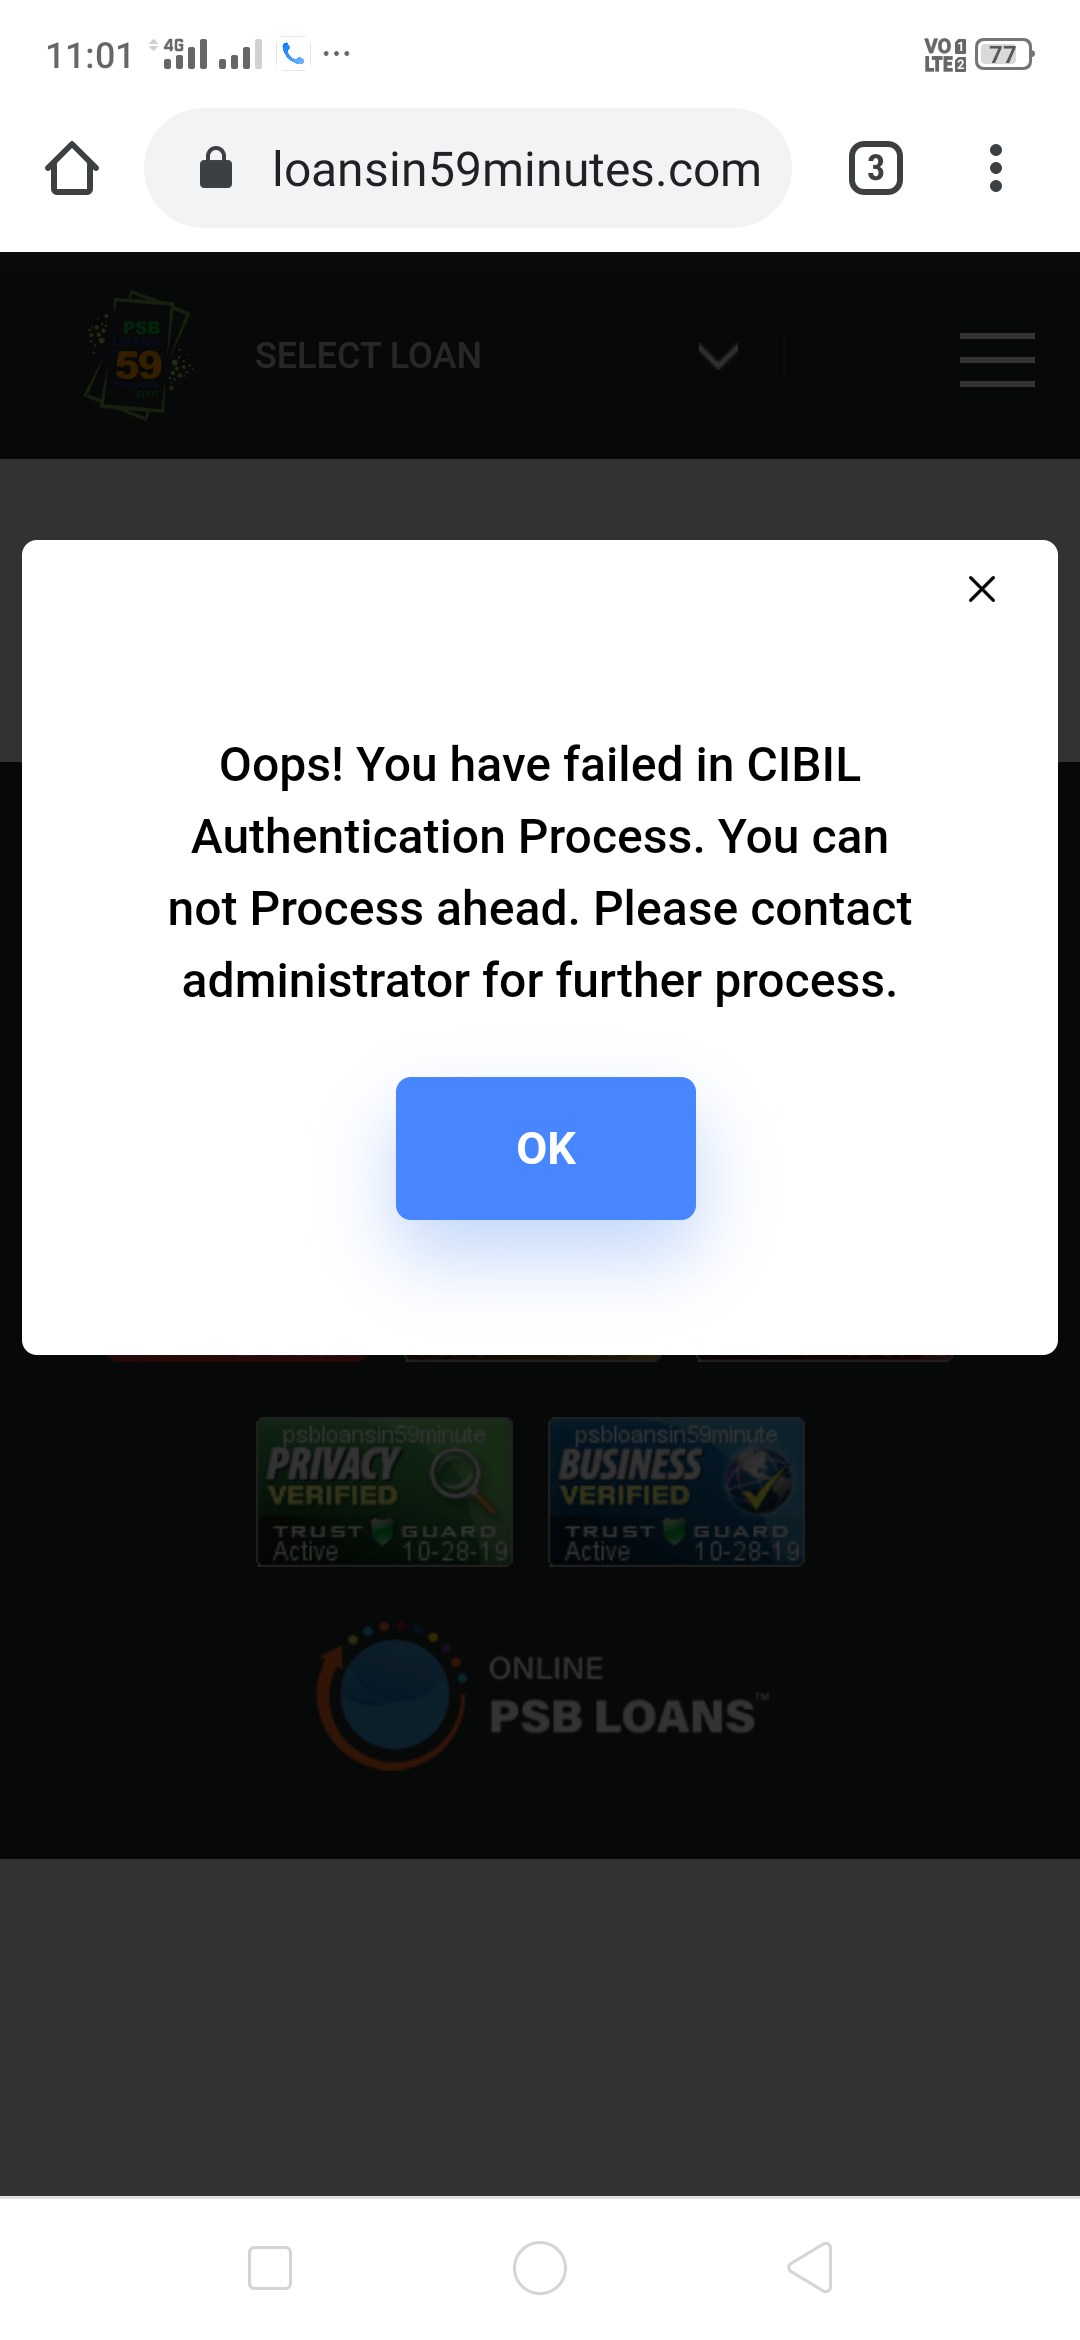 11:01 4G VO 1 LTE 2 77
loansin59minutes.com 3
PSB
59
.com
SELECT LOAN
Oops! You have failed in CIBIL
Authentication Process. You can
not Process ahead. Please contact
administrator for further process.
OK
psbloansin59minute
PRIVACY
VERIFIED
TRUST GUARD
Active 10-28-19
psbloansin59minute
BUSINESS
VERIFIED
TRUST GUARD
Active 10-28-19
ONLINE
PSB LOANS™